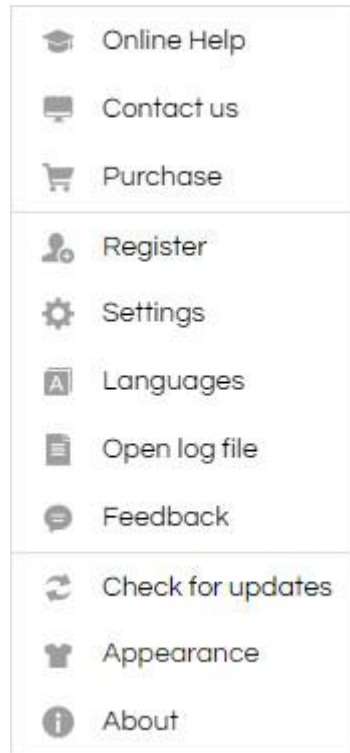 Online Help
Contact us
Purchase
Register
Settings
A
Languages
Open log file
Feedback
Check for updates
Appearance
About